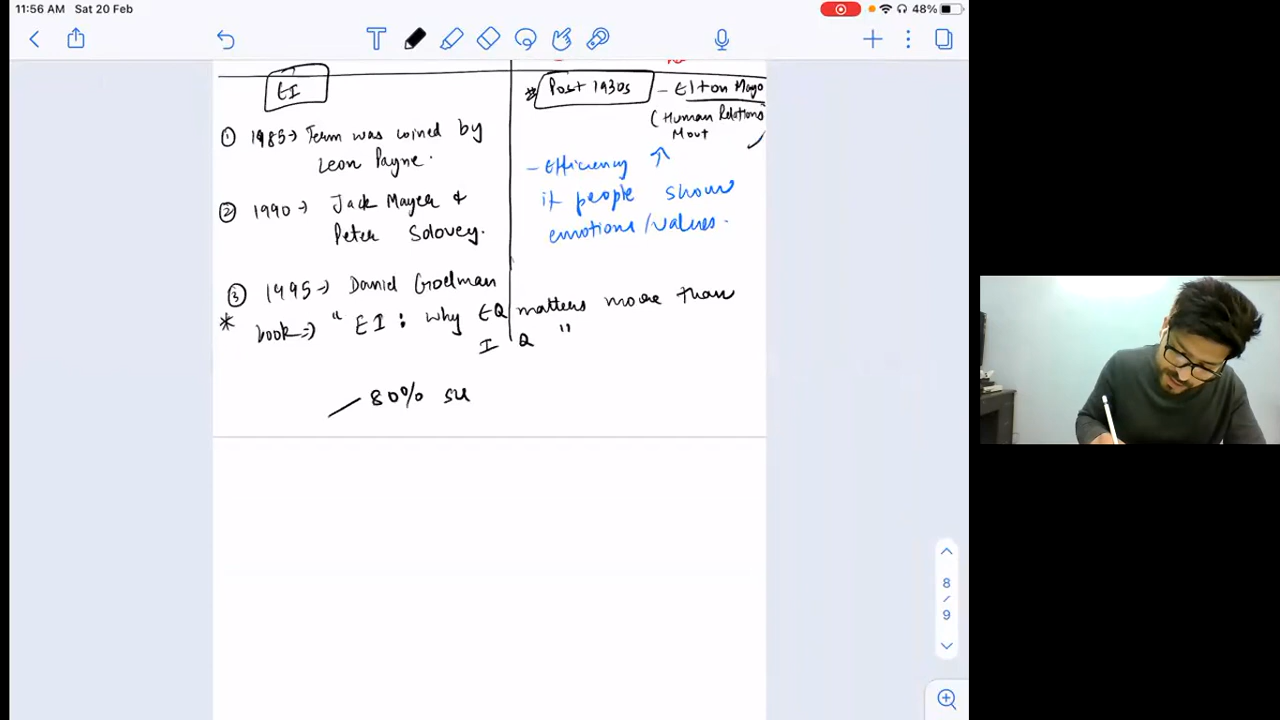 11:56 AM Sat 20 Feb
48%
EI
① 1985→ Term was coined by
Leon Payne.
② 1990→ Jack Mayer &
Peter Solovey.
③ 1995→ Daniel Goelman
* book⇒ " EI : why EQ matters more than
IQ "
80% su
* Post 1930s - Elton Mayo
(Human Relations
Movt
- Efficiency ↑
if people show
emotions/values.
8
/
9